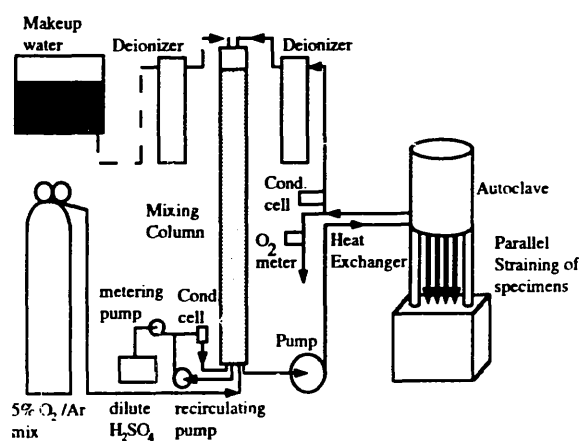 Makeup
water
Deionizer
Deionizer
Cond.
cell
Autoclave
Mixing
Column
O2
meter
Heat
Exchanger
Parallel
Straining of
specimens
metering
pump
Cond.
cell
Pump
5% O2 /Ar
mix
dilute
H2SO4
recirculating
pump